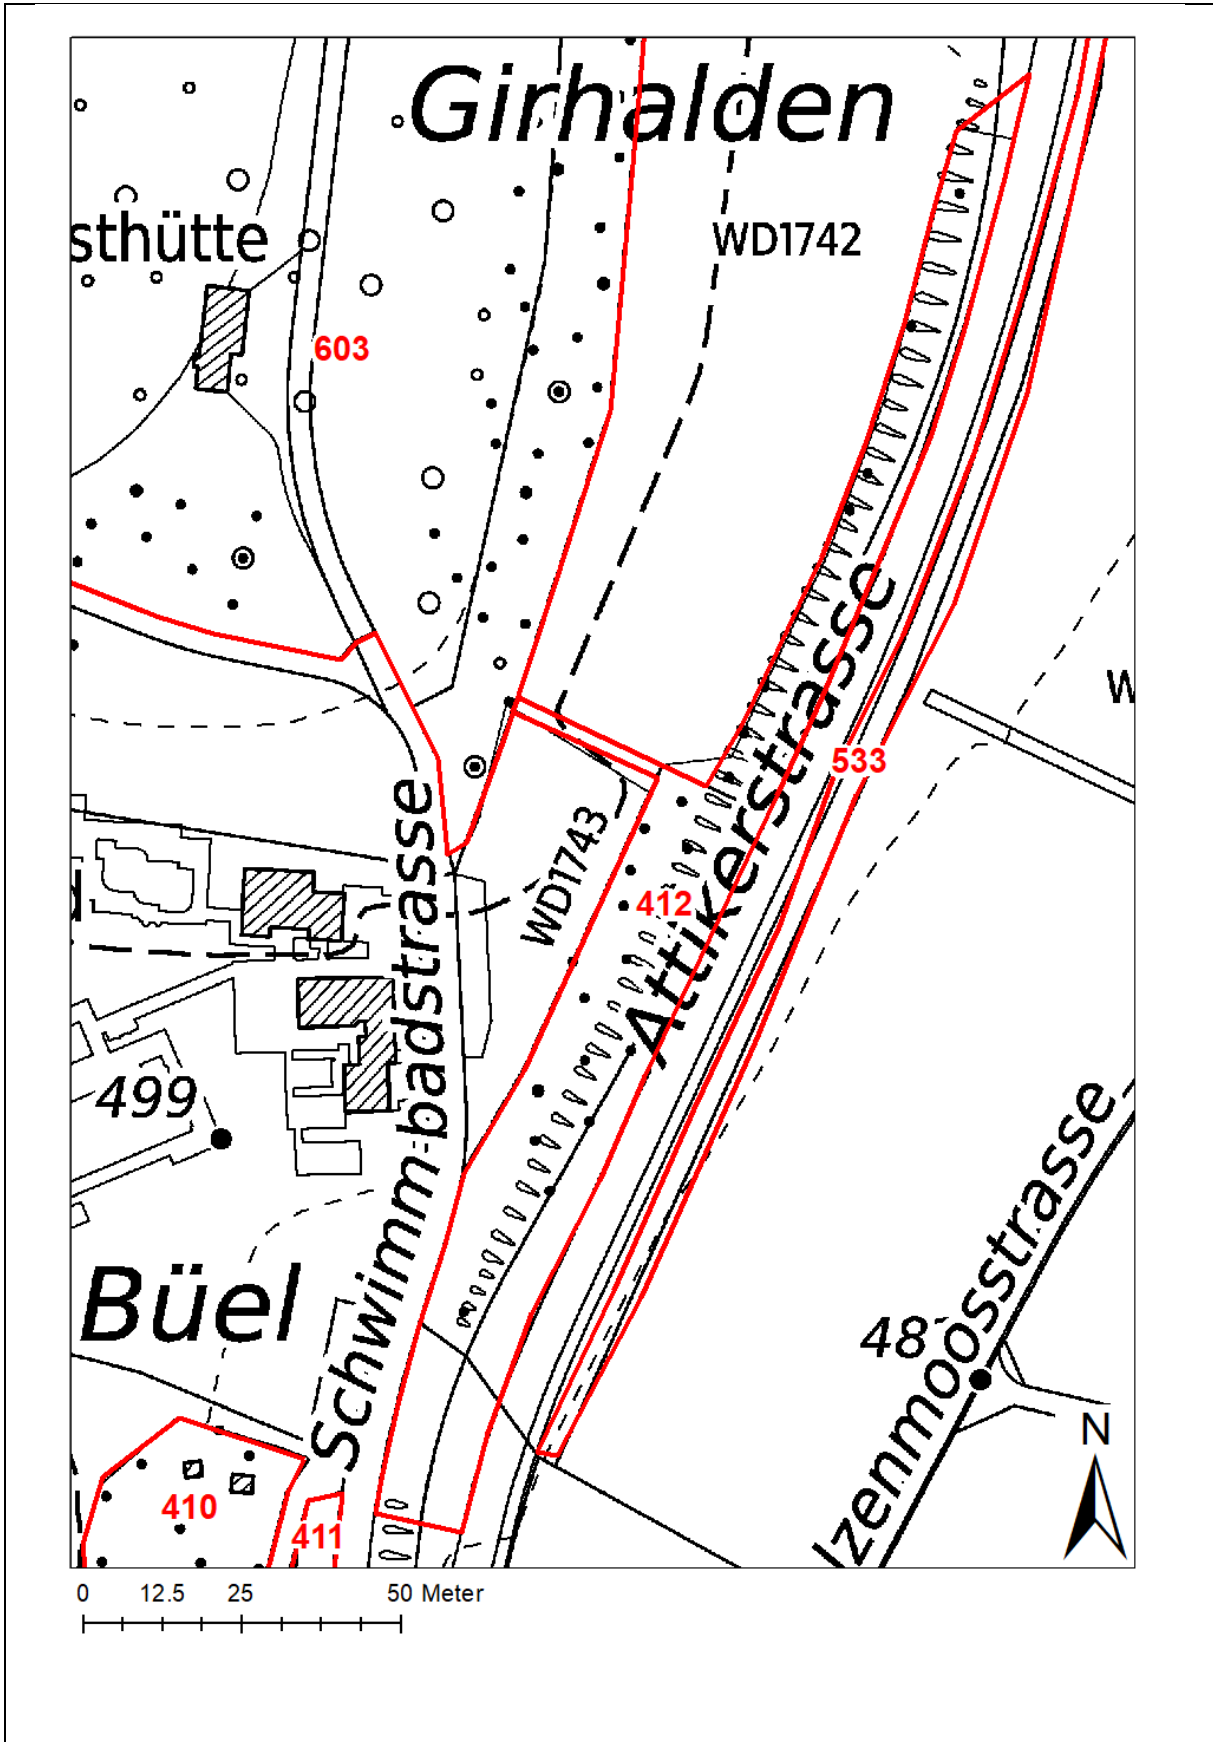 Girhalden
sthütte
WD1742
603
Attikerstrasse
W
533
WD1743
412
Schwimmbadstrasse
499
Büel
48
lzenmoosstrasse
N
410
411
0 12.5 25 50 Meter